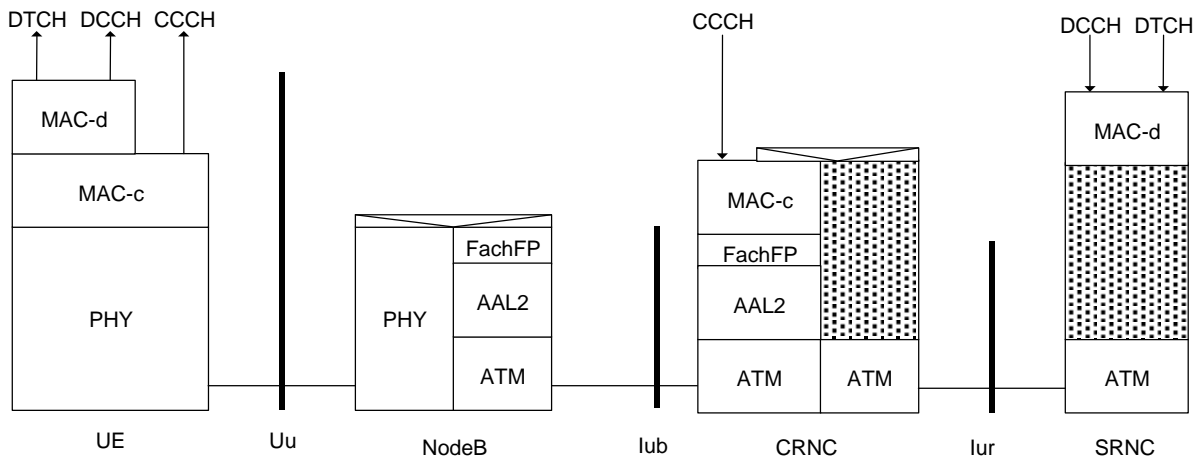 DTCH DCCH CCCH CCCH DCCH DTCH
MAC-d
MAC-d
MAC-c
MAC-c
FachFP
FachFP
PHY
PHY
AAL2
AAL2
ATM
ATM
ATM
ATM
UE
Uu
NodeB
Iub
CRNC
Iur
SRNC